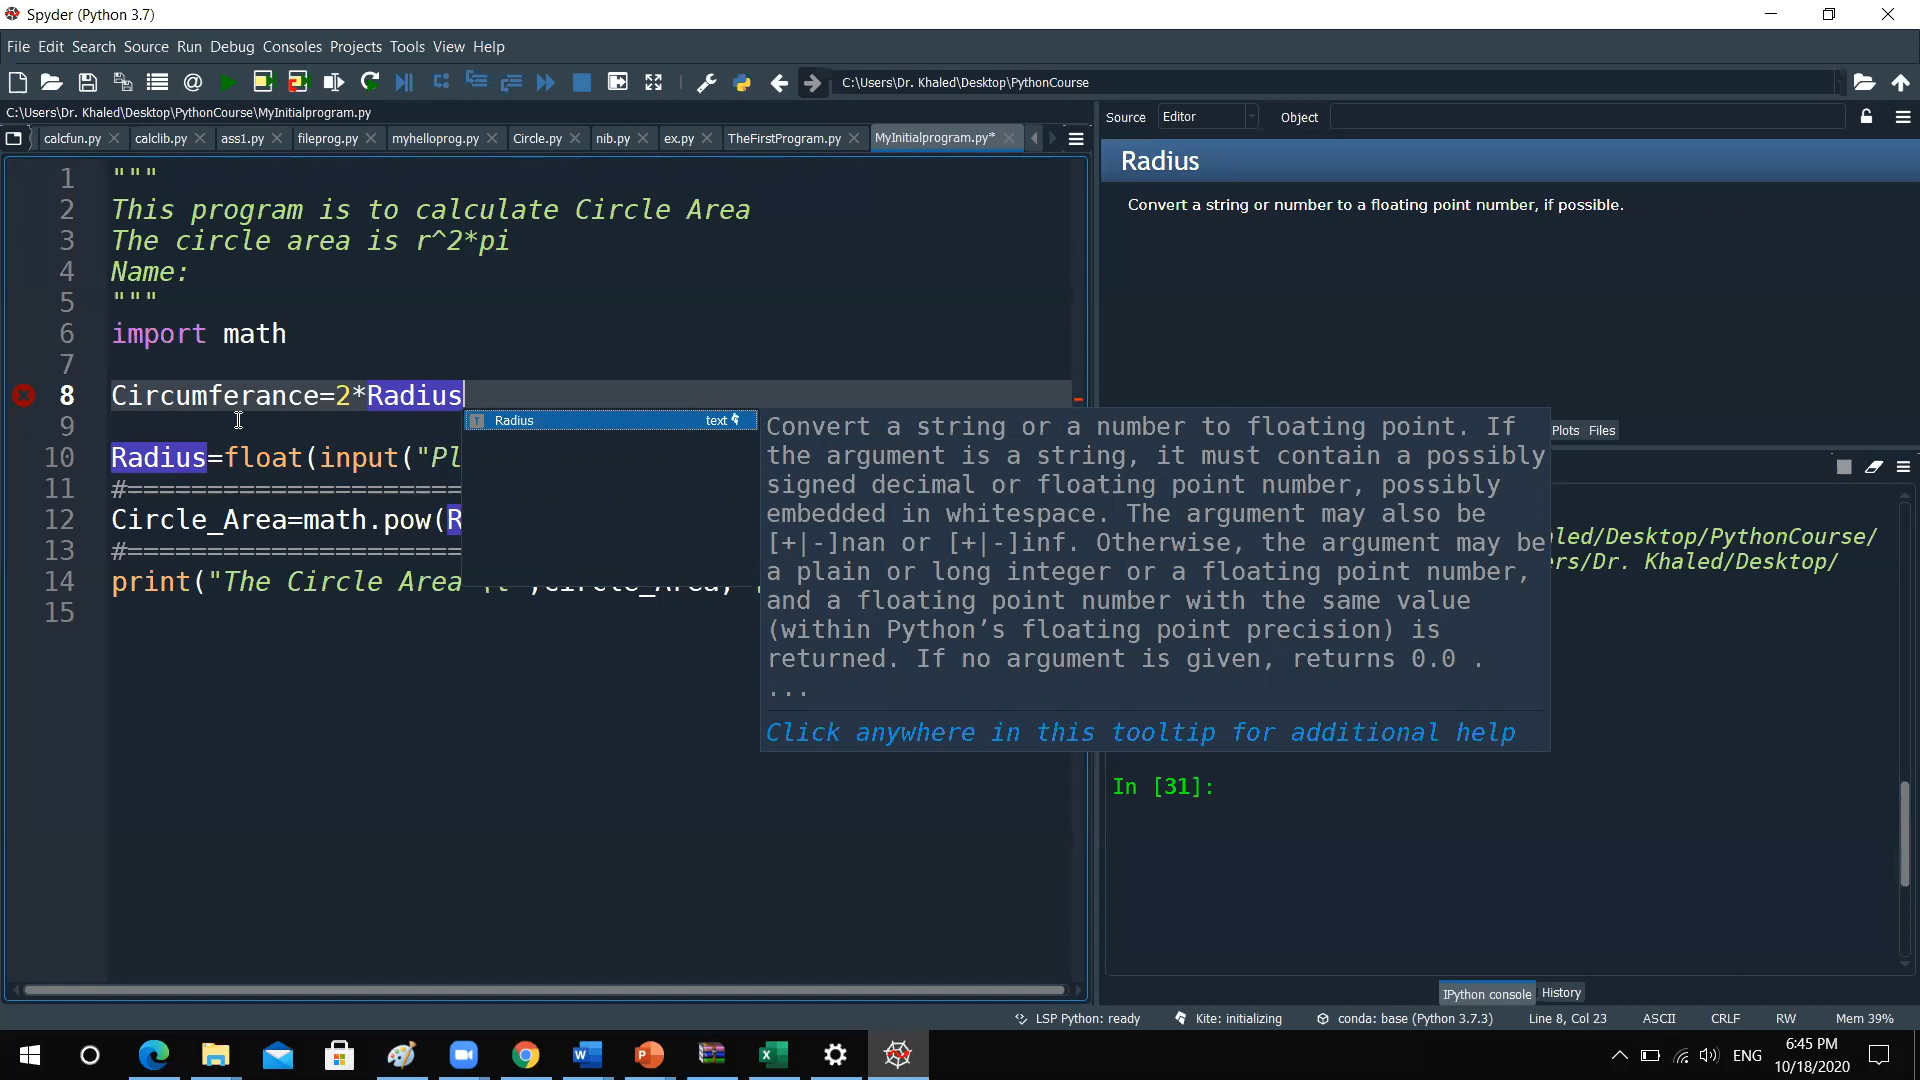 Spyder (Python 3.7)
File Edit Search Source Run Debug Consoles Projects Tools View Help
C:\Users\Dr. Khaled\Desktop\PythonCourse
C:\Users\Dr. Khaled\Desktop\PythonCourse\MyInitialprogram.py
calcfun.py calclib.py ass1.py fileprog.py myhelloprog.py Circle.py nib.py ex.py TheFirstProgram.py MyInitialprogram.py*
Source Editor Object
Radius
Convert a string or number to a floating point number, if possible.
1 """
2 This program is to calculate Circle Area
3 The circle area is r^2*pi
4 Name:
5 """
6 import math
7
8 Circumferance=2*Radius
9
10 Radius=float(input("Pl
11 #=====================
12 Circle_Area=math.pow(R
13 #=====================
14 print("The Circle Area
15
Radius text
Convert a string or a number to floating point. If
the argument is a string, it must contain a possibly
signed decimal or floating point number, possibly
embedded in whitespace. The argument may also be
[+|-]nan or [+|-]inf. Otherwise, the argument may be
a plain or long integer or a floating point number,
and a floating point number with the same value
(within Python’s floating point precision) is
returned. If no argument is given, returns 0.0 .
...
Click anywhere in this tooltip for additional help
Plots Files
led/Desktop/PythonCourse/
rs/Dr. Khaled/Desktop/
In [31]:
IPython console History
LSP Python: ready Kite: initializing conda: base (Python 3.7.3) Line 8, Col 23 ASCII CRLF RW Mem 39%
ENG
6:45 PM
10/18/2020